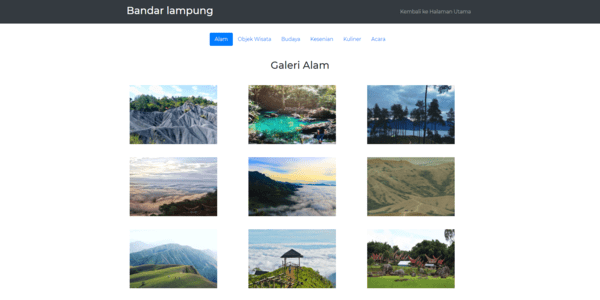 Bandar lampung
Kembali ke Halaman Utama
Alam
Objek Wisata
Budaya
Kesenian
Kuliner
Acara
Galeri Alam